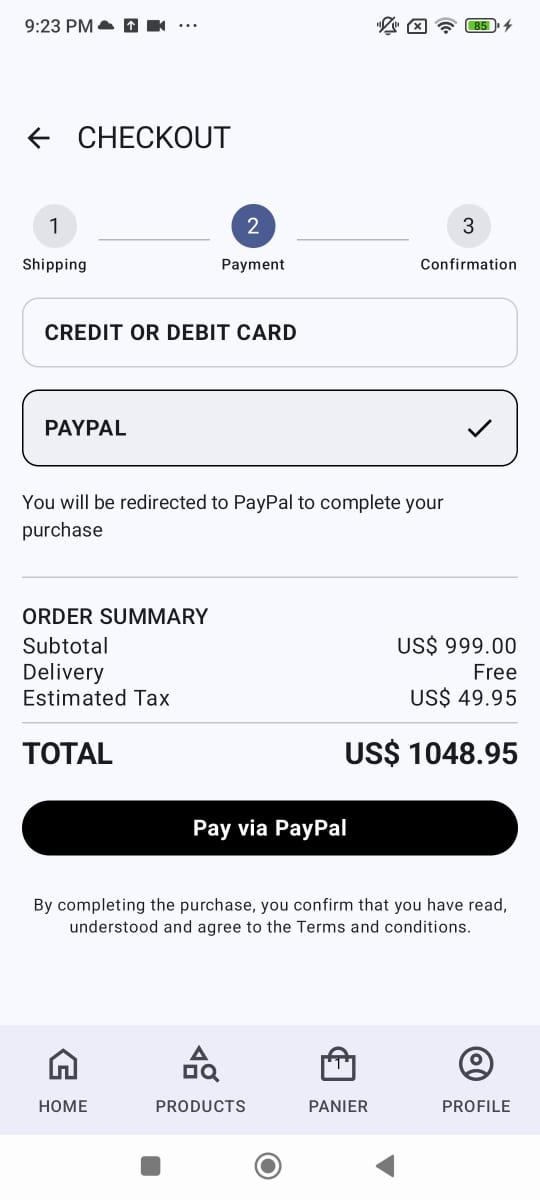 9:23 PM
85
CHECKOUT
1
2
3
Shipping
Payment
Confirmation
CREDIT OR DEBIT CARD
PAYPAL
You will be redirected to PayPal to complete your
purchase
ORDER SUMMARY
Subtotal US$ 999.00
Delivery Free
Estimated Tax US$ 49.95
TOTAL US$ 1048.95
Pay via PayPal
By completing the purchase, you confirm that you have read,
understood and agree to the Terms and conditions.
1
HOME
PRODUCTS
PANIER
PROFILE